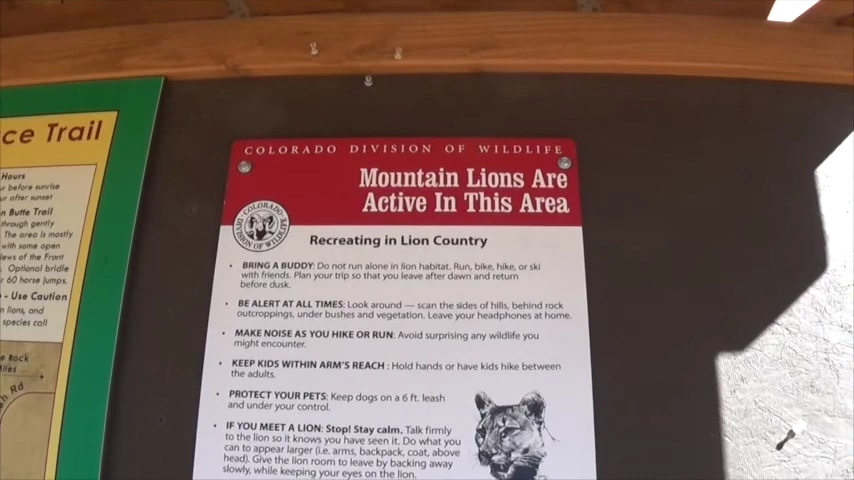 ce Trail
Hours
before sunrise
after sunset
n Butte Trail
through gently
The area is mostly
with some open
of the Front
Optional bridle
60 horse jumps.
- Use Caution
n lions, and
species call
Rock
Rd
COLORADO DIVISION OF WILDLIFE
Mountain Lions Are
Active In This Area
COLORADO
DIVISION OF WILDLIFE
Recreating in Lion Country
• BRING A BUDDY: Do not run alone in lion habitat. Run, bike, hike, or ski
with friends. Plan your trip so that you leave after dawn and return
before dusk.
• BE ALERT AT ALL TIMES: Look around — scan the sides of hills, behind rock
outcroppings, under bushes and vegetation. Leave your headphones at home.
• MAKE NOISE AS YOU HIKE OR RUN: Avoid surprising any wildlife you
might encounter.
• KEEP KIDS WITHIN ARM'S REACH : Hold hands or have kids hike between
the adults.
• PROTECT YOUR PETS: Keep dogs on a 6 ft. leash
and under your control.
• IF YOU MEET A LION: Stop! Stay calm. Talk firmly
to the lion so it knows you have seen it. Do what you
can to appear larger (i.e. arms, backpack, coat, above
head). Give the lion room to leave by backing away
slowly, while keeping your eyes on the lion.